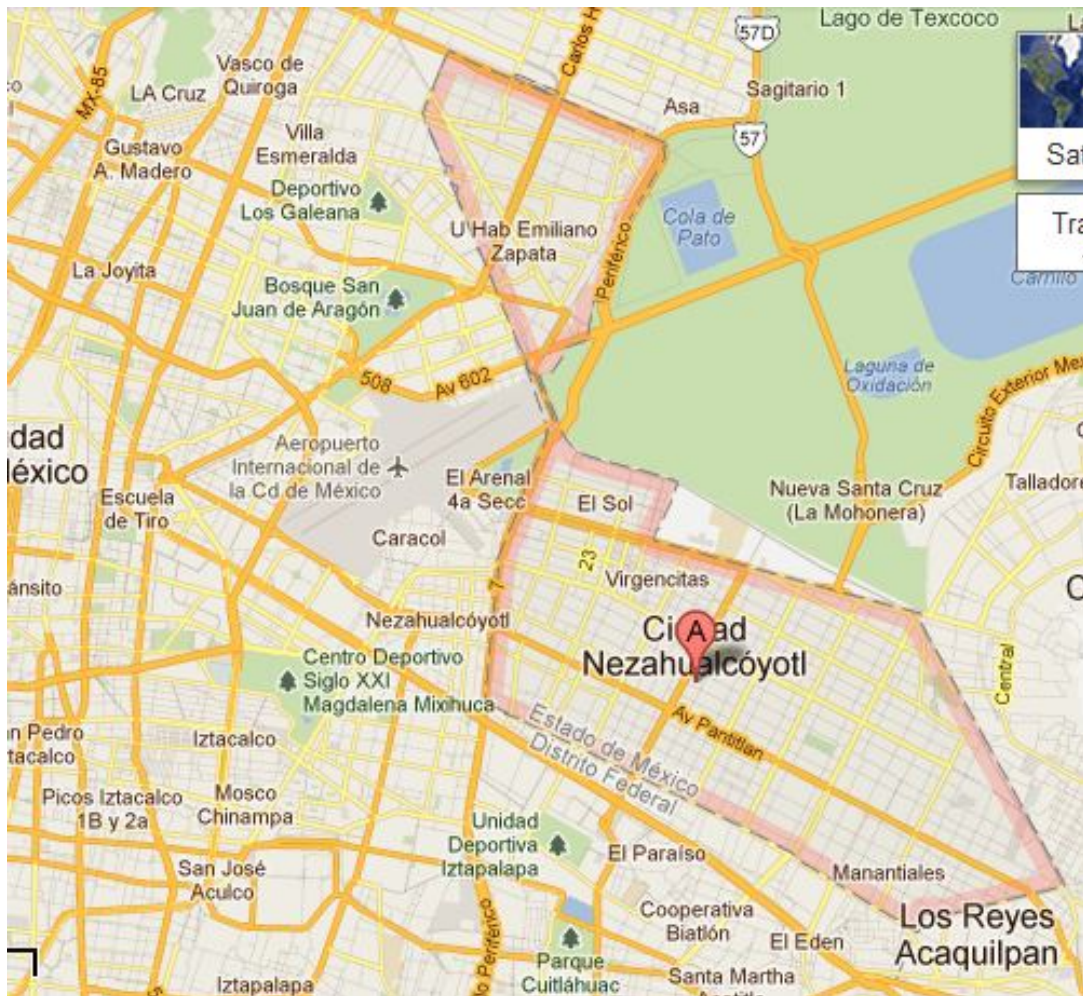 Lago de Texcoco
57D
Carlos H
Vasco de
Quiroga
MX-85
LA Cruz
Sagitario 1
Asa
57
Villa
Esmeralda
Gustavo
A. Madero
Deportivo
Los Galeana
Cola de
Pato
U Hab Emiliano
Zapata
Periférico
La Joyita
Bosque San
Juan de Aragón
Laguna de
Oxidación
508
Av 602
Circuito Exterior Me
dad
éxico
Aeropuerto
Internacional de
la Cd de México
El Arenal
4a Secc
El Sol
Nueva Santa Cruz
(La Mohonera)
Talladore
Escuela
de Tiro
Caracol
23
Virgencitas
7
ánsito
Nezahualcóyotl
A
Ciudad
Nezahualcóyotl
Central
Centro Deportivo
Siglo XXI
Magdalena Mixihuca
Estado de México
Distrito Federal
Av Pantitlan
n Pedro
tacalco
Iztacalco
Picos Iztacalco
1B y 2a
Mosco
Chinampa
Unidad
Deportiva
Iztapalapa
El Paraíso
San José
Aculco
Manantiales
Cooperativa
Biatlón
El Eden
Los Reyes
Acaquilpan
o Periférico
Parque
Cuitláhuac
Santa Martha
Iztapalapa
Sat
Tra